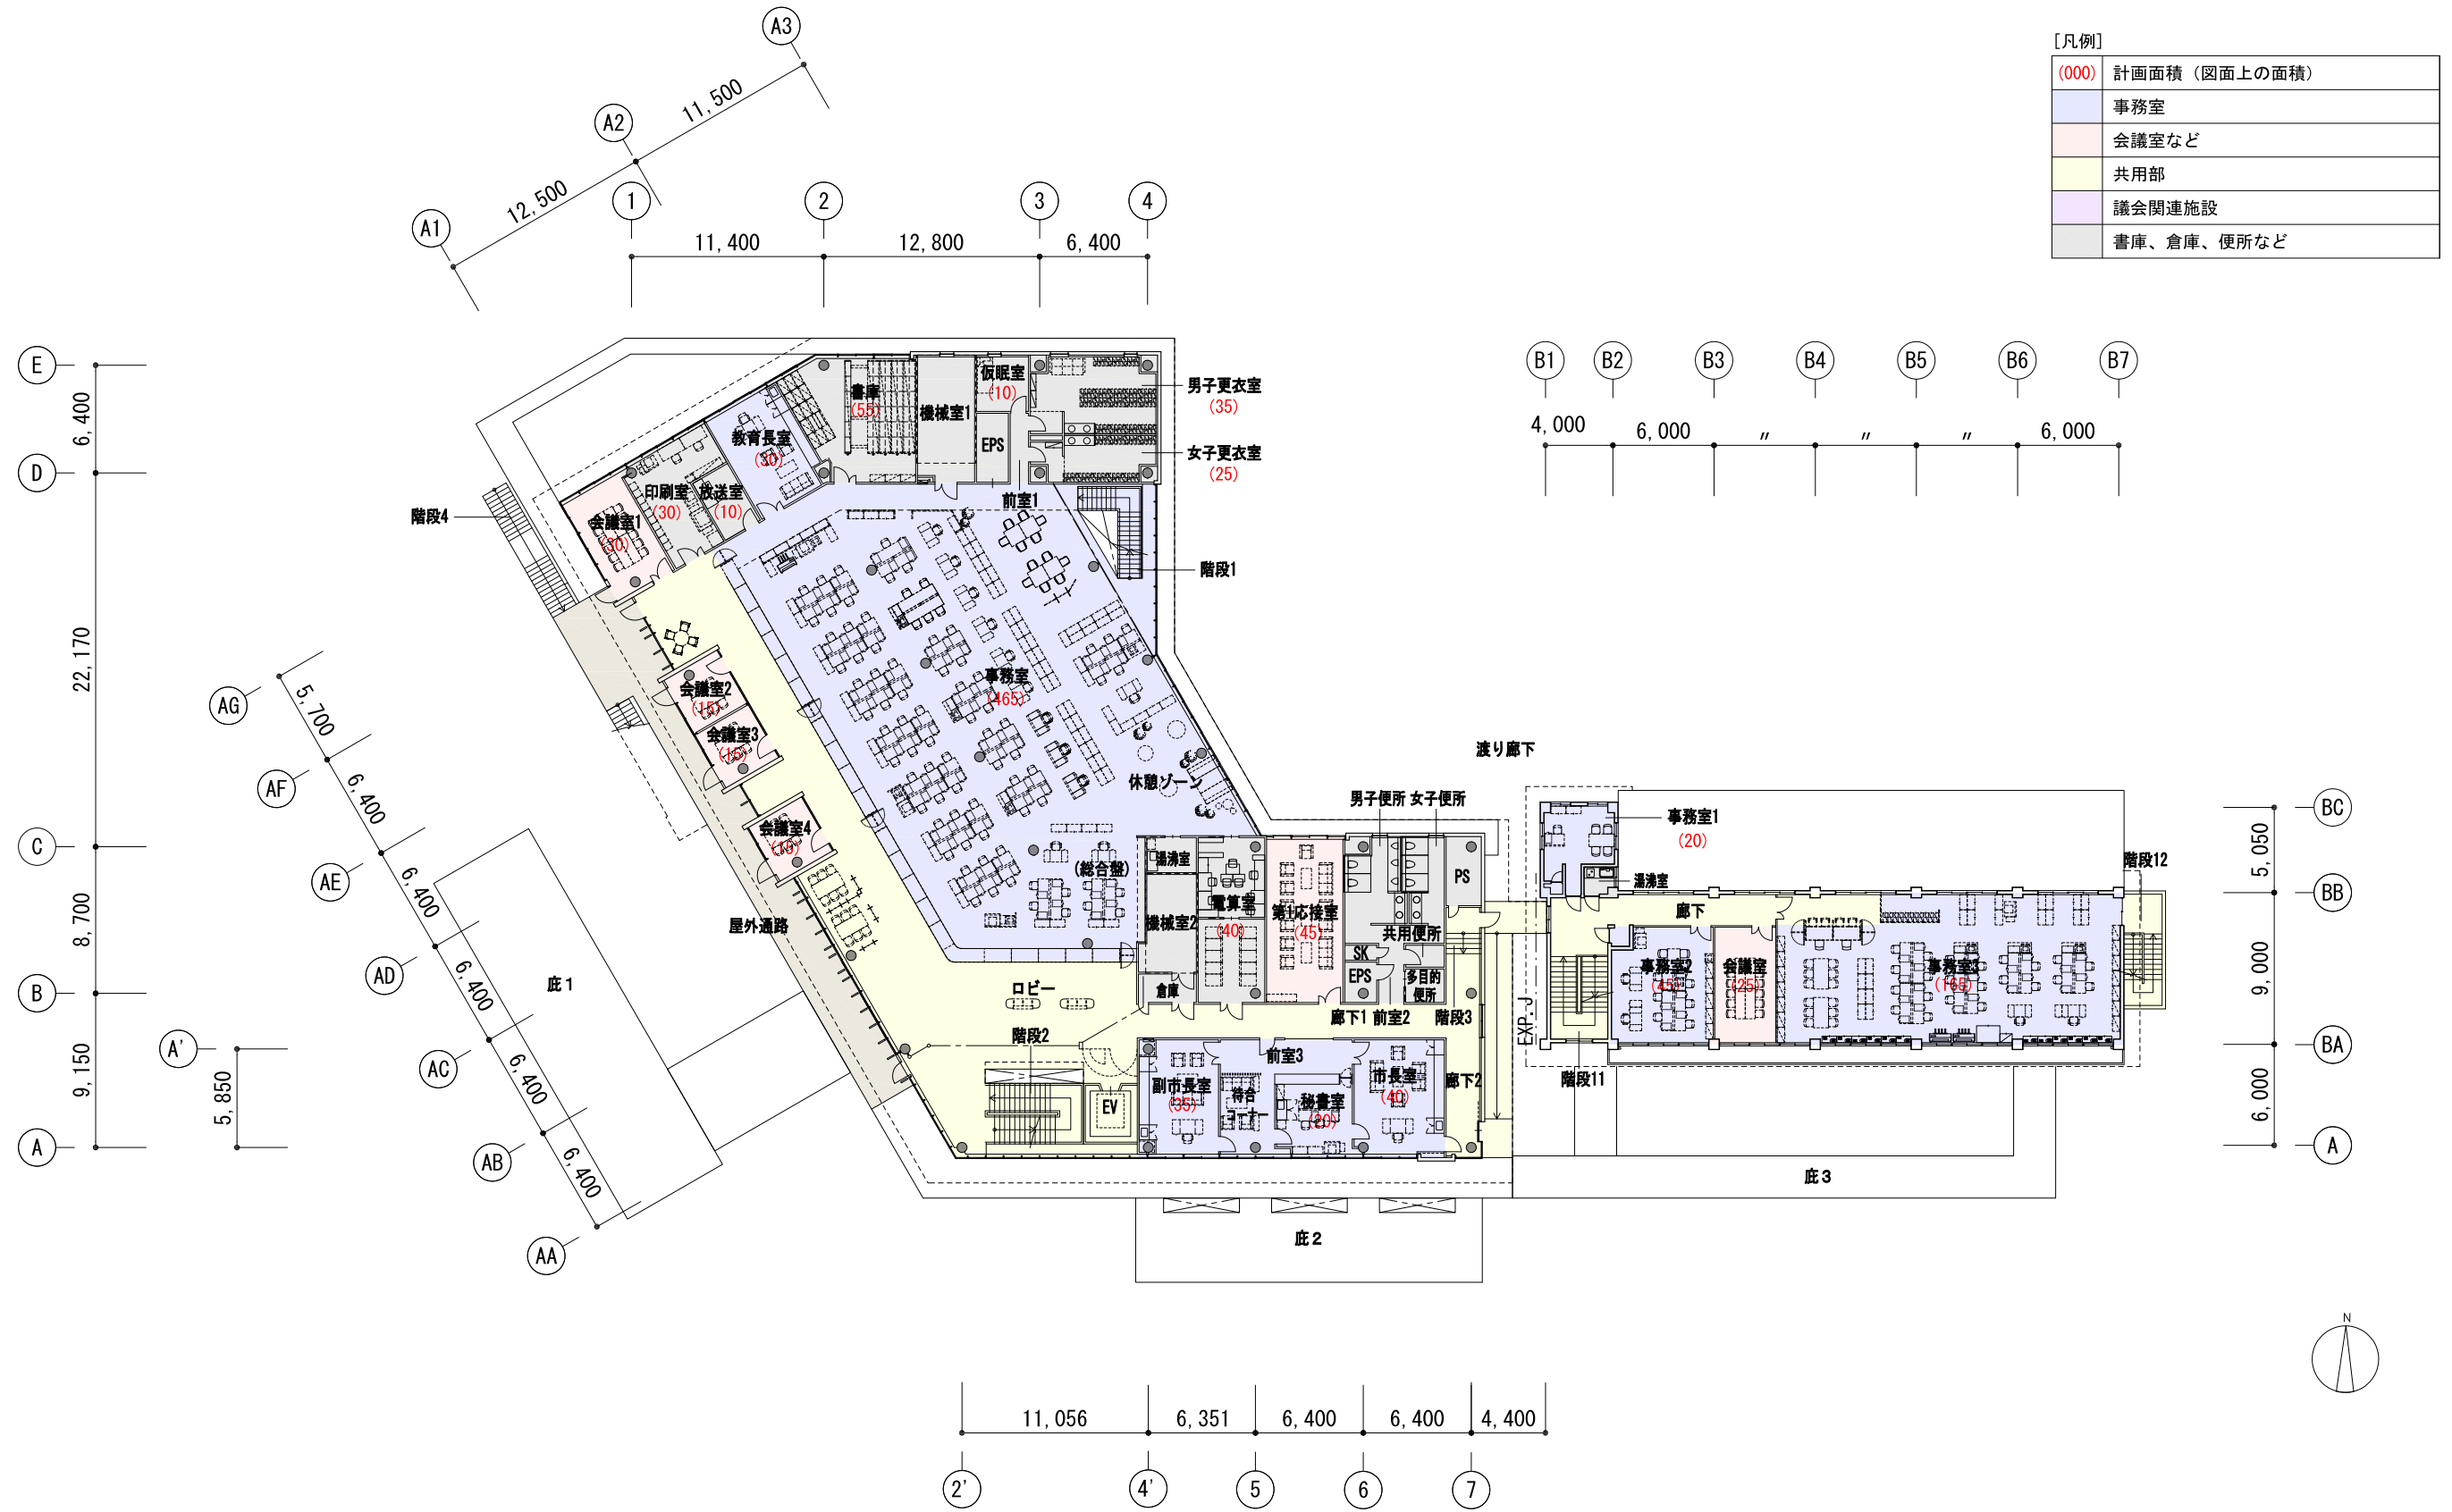 [凡例]
(000) 計画面積（図面上の面積）
事務室
会議室など
共用部
議会関連施設
書庫、倉庫、便所など
A3
A2
A1
11,500
12,500
1
2
3
4
11,400
12,800
6,400
E
D
C
B
A
A'
6,400
22,170
8,700
9,150
5,850
AG
AF
AE
AD
AC
AB
AA
5,700
6,400
6,400
6,400
6,400
6,400
B1
B2
B3
B4
B5
B6
B7
4,000
6,000
〃
〃
〃
6,000
書庫
(55)
機械室1
仮眠室
(10)
EPS
男子更衣室
(35)
女子更衣室
(25)
前室1
階段1
教育長室
(30)
印刷室
(30)
放送室
(10)
会議室1
(30)
階段4
会議室2
(15)
会議室3
(15)
会議室4
(15)
事務室
(465)
休憩ゾーン
(総合盤)
屋外通路
庇１
ロビー
階段2
EV
湯沸室
機械室2
倉庫
電算室
(40)
第1応接室
(45)
男子便所
女子便所
PS
共用便所
SK
EPS
多目的
便所
廊下1
前室2
階段3
副市長室
(35)
前室3
待合
コーナー
秘書室
(20)
市長室
(40)
廊下2
渡り廊下
EXP.J
事務室1
(20)
湯沸室
廊下
階段12
事務室2
(45)
会議室
(25)
事務室3
(165)
階段11
庇３
庇２
BC
BB
BA
A
5,050
9,000
6,000
N
11,056
6,351
6,400
6,400
4,400
2'
4'
5
6
7